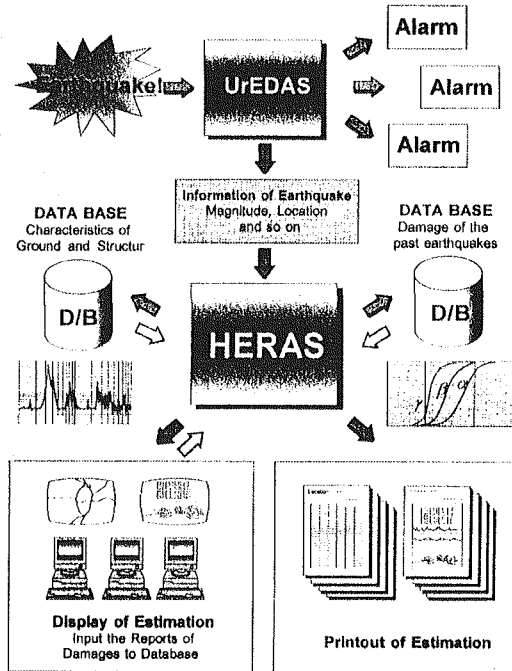 Earthquake!
UrEDAS
Alarm
Alarm
Alarm
Information of Earthquake
Magnitude, Location
and so on
DATA BASE
Characteristics of
Ground and Structur
D/B
HERAS
DATA BASE
Damage of the
past earthquakes
D/B
γ β α
Display of Estimation
Input the Reports of
Damages to Database
Printout of Estimation